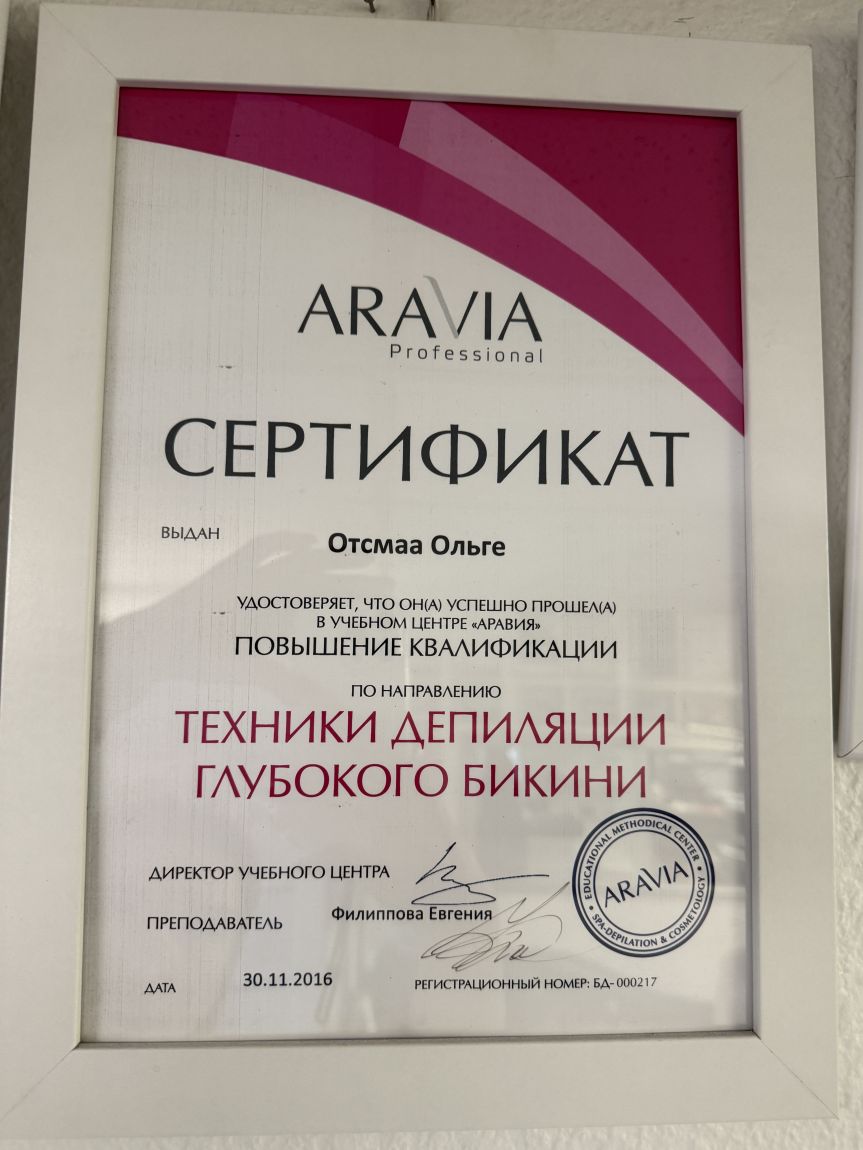 ARAVIA
Professional
СЕРТИФИКАТ
ВЫДАН
Отсмаа Ольге
УДОСТОВЕРЯЕТ, ЧТО ОН(А) УСПЕШНО ПРОШЕЛ(А)
В УЧЕБНОМ ЦЕНТРЕ «АРАВИЯ»
ПОВЫШЕНИЕ КВАЛИФИКАЦИИ
ПО НАПРАВЛЕНИЮ
ТЕХНИКИ ДЕПИЛЯЦИИ
ГЛУБОКОГО БИКИНИ
ДИРЕКТОР УЧЕБНОГО ЦЕНТРА
ПРЕПОДАВАТЕЛЬ Филиппова Евгения
EDUCATIONAL METHODICAL CENTER
ARAVIA
SPA-DEPILATION & COSMETOLOGY
ДАТА 30.11.2016
РЕГИСТРАЦИОННЫЙ НОМЕР: БД- 000217